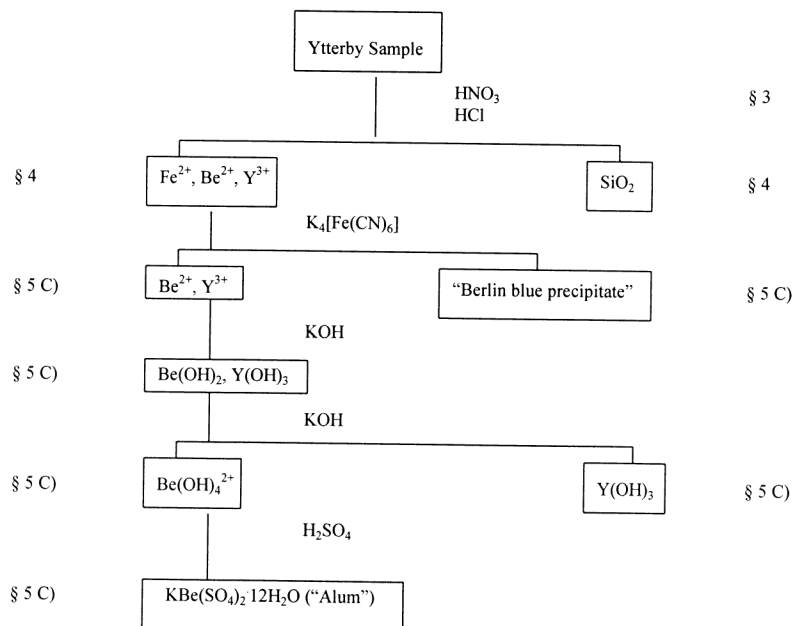 Ytterby Sample
HNO₃
HCl
§ 3
§ 4
Fe²⁺, Be²⁺, Y³⁺
SiO₂
§ 4
K₄[Fe(CN)₆]
§ 5 C)
Be²⁺, Y³⁺
“Berlin blue precipitate”
§ 5 C)
KOH
§ 5 C)
Be(OH)₂, Y(OH)₃
KOH
§ 5 C)
Be(OH)₄²⁺
Y(OH)₃
§ 5 C)
H₂SO₄
§ 5 C)
KBe(SO₄)₂·12H₂O (“Alum”)